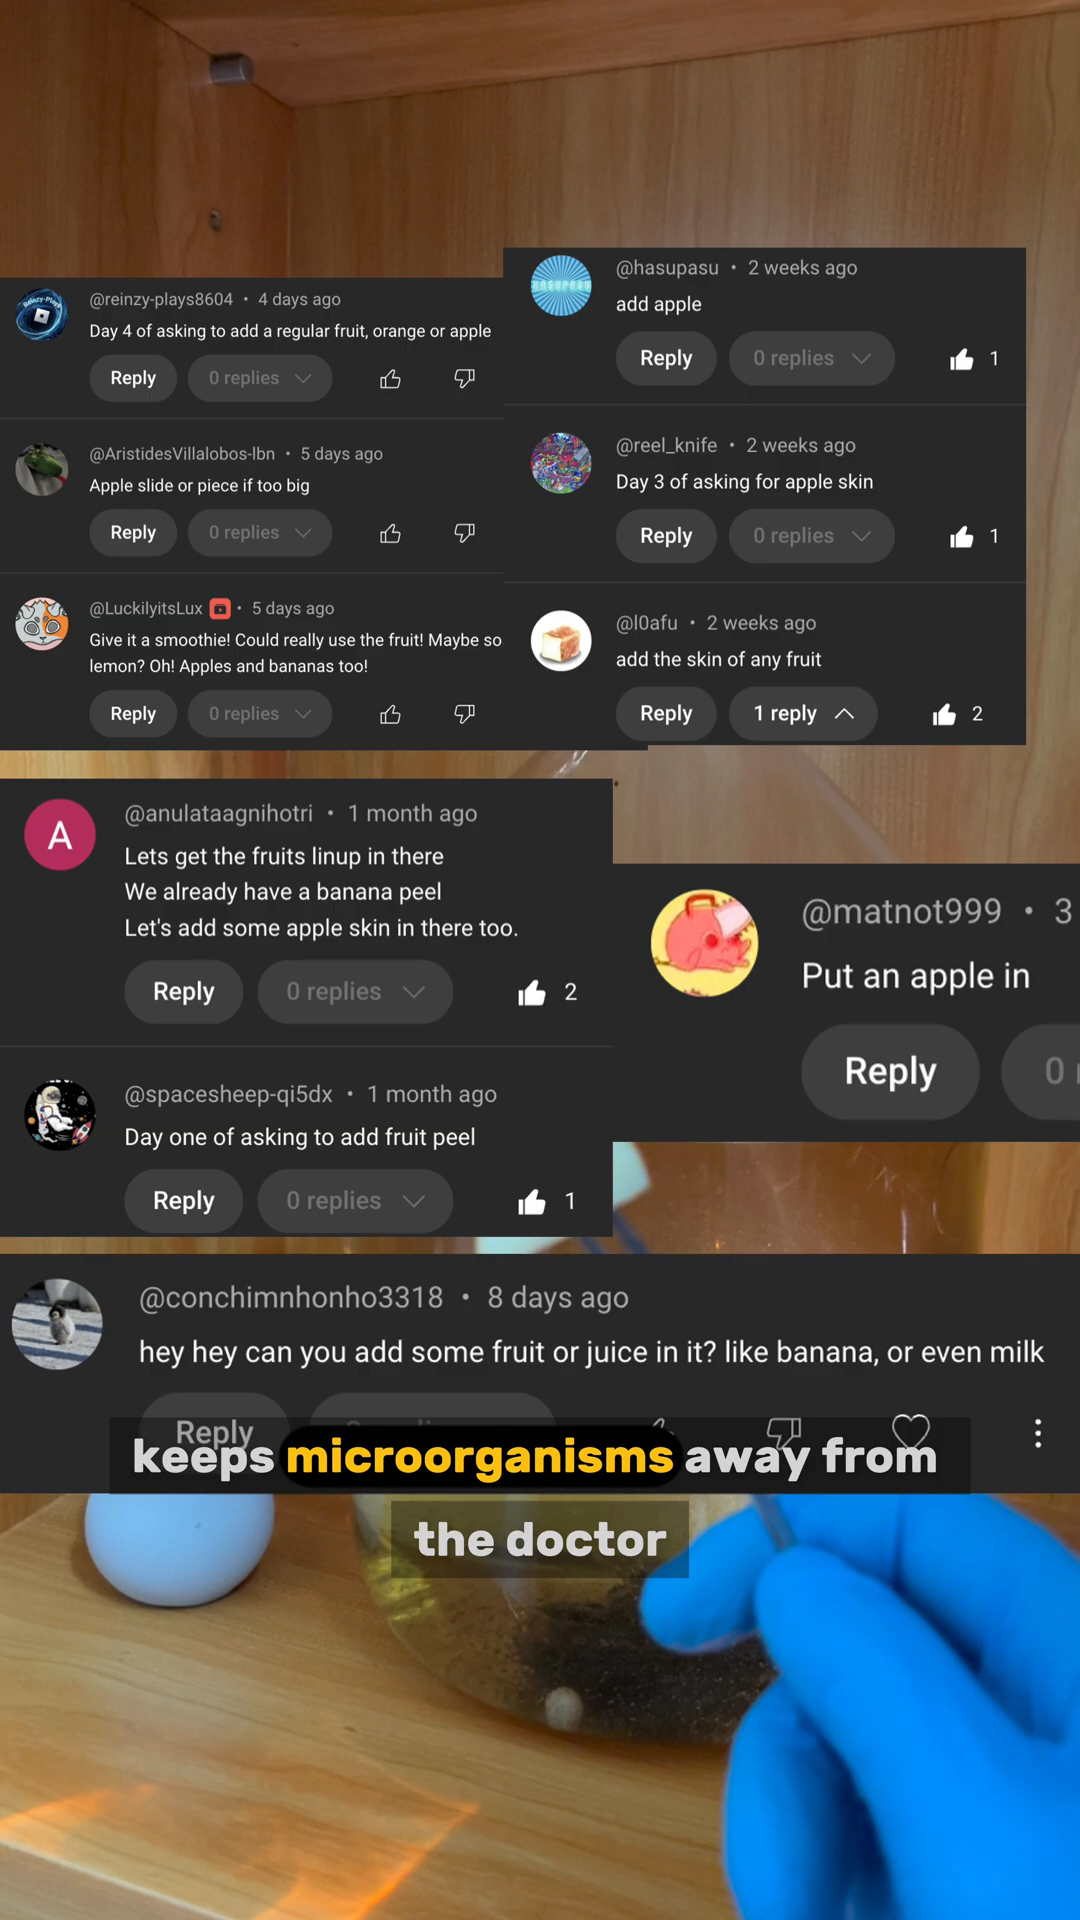 @reinzy-plays8604 • 4 days ago
Day 4 of asking to add a regular fruit, orange or apple
Reply 0 replies
@AristidesVillalobos-lbn • 5 days ago
Apple slide or piece if too big
Reply 0 replies
@LuckilyitsLux • 5 days ago
Give it a smoothie! Could really use the fruit! Maybe so
lemon? Oh! Apples and bananas too!
Reply 0 replies
@hasupasu • 2 weeks ago
add apple
Reply 0 replies 1
@reel_knife • 2 weeks ago
Day 3 of asking for apple skin
Reply 0 replies 1
@l0afu • 2 weeks ago
add the skin of any fruit
Reply 1 reply 2
A
@anulataagnihotri • 1 month ago
Lets get the fruits linup in there
We already have a banana peel
Let's add some apple skin in there too.
Reply 0 replies 2
@spacesheep-qi5dx • 1 month ago
Day one of asking to add fruit peel
Reply 0 replies 1
@matnot999 • 3
Put an apple in
Reply 0
@conchimnhonho3318 • 8 days ago
hey hey can you add some fruit or juice in it? like banana, or even milk
Reply
keeps microorganisms away from
the doctor